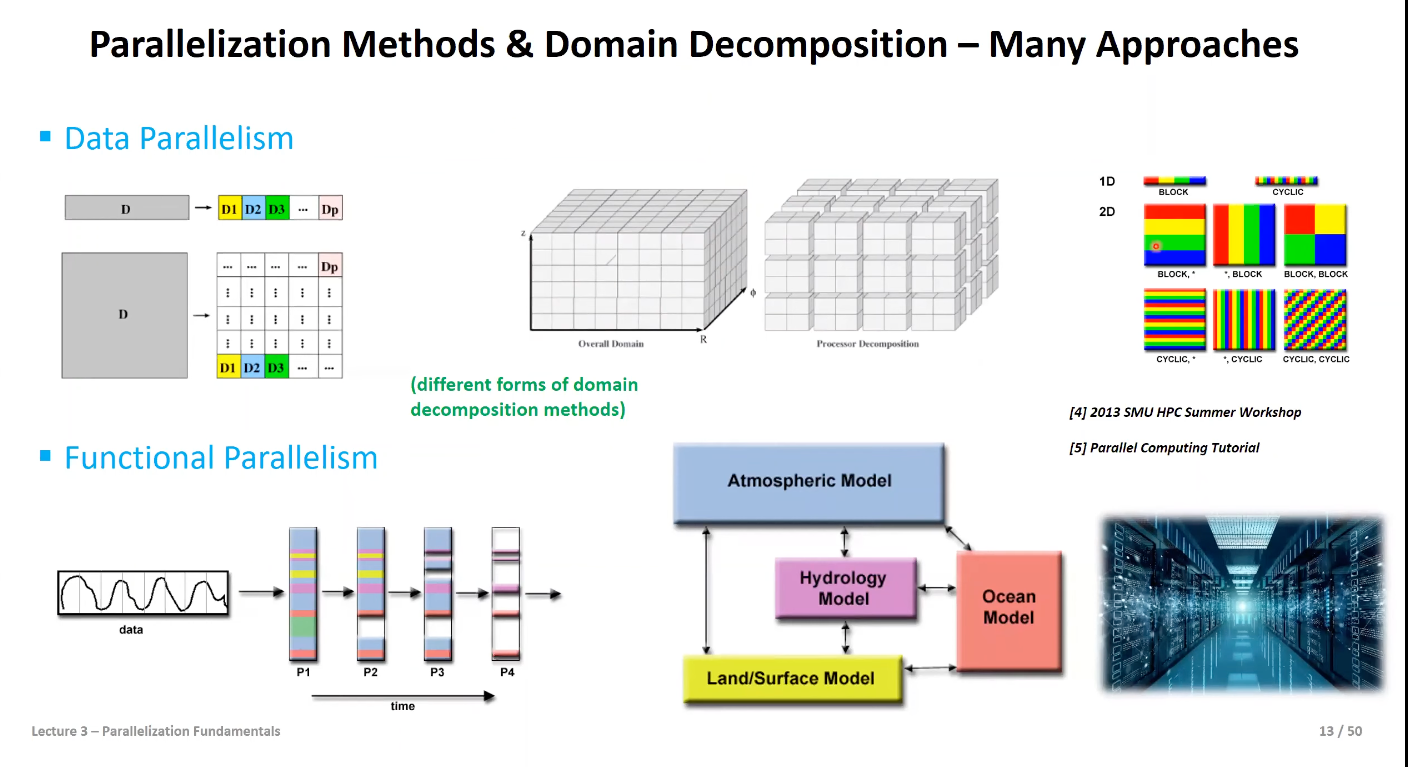 Parallelization Methods & Domain Decomposition – Many Approaches
▪ Data Parallelism
D
D1 D2 D3 ... Dp
D
... ... ... ... Dp
⋮ ⋮ ⋮ ⋮ ⋮
⋮ ⋮ ⋮ ⋮ ⋮
⋮ ⋮ ⋮ ⋮ ⋮
D1 D2 D3 ... ...
z
ϕ
R
Overall Domain
Processor Decomposition
1D
BLOCK
CYCLIC
2D
BLOCK, *
*, BLOCK
BLOCK, BLOCK
CYCLIC, *
*, CYCLIC
CYCLIC, CYCLIC
(different forms of domain
decomposition methods)
[4] 2013 SMU HPC Summer Workshop
[5] Parallel Computing Tutorial
▪ Functional Parallelism
data
P1
P2
P3
P4
time
Atmospheric Model
Hydrology
Model
Ocean
Model
Land/Surface Model
Lecture 3 – Parallelization Fundamentals
13 / 50